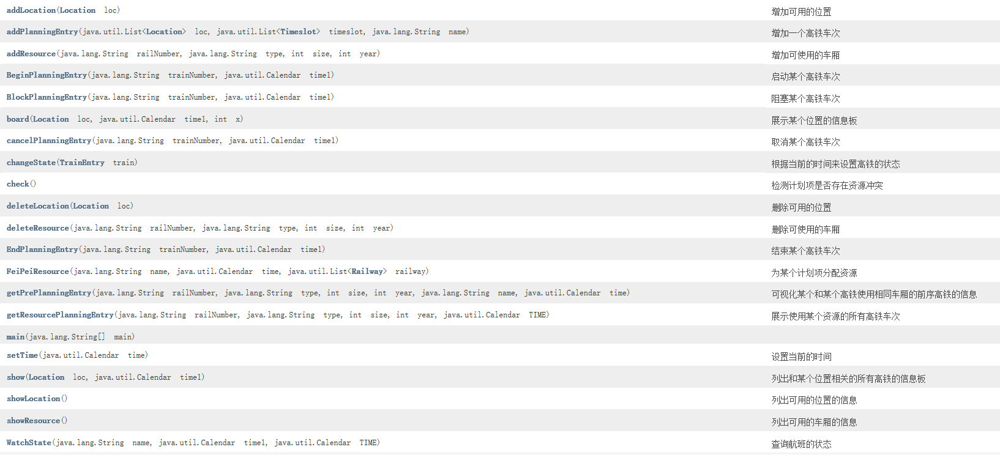 addLocation(Location loc) 增加可用的位置
addPlanningEntry(java.util.List<Location> loc, java.util.List<Timeslot> timeslot, java.lang.String name) 增加一个高铁车次
addResource(java.lang.String railNumber, java.lang.String type, int size, int year) 增加可使用的车厢
BeginPlanningEntry(java.lang.String trainNumber, java.util.Calendar time1) 启动某个高铁车次
BlockPlanningEntry(java.lang.String trainNumber, java.util.Calendar time1) 阻塞某个高铁车次
board(Location loc, java.util.Calendar time1, int x) 展示某个位置的信息板
cancelPlanningEntry(java.lang.String trainNumber, java.util.Calendar time1) 取消某个高铁车次
changeState(TrainEntry train) 根据当前的时间来设置高铁的状态
check() 检测计划项是否存在资源冲突
deleteLocation(Location loc) 删除可用的位置
deleteResource(java.lang.String railNumber, java.lang.String type, int size, int year) 删除可使用的车厢
EndPlanningEntry(java.lang.String trainNumber, java.util.Calendar time1) 结束某个高铁车次
FeiPeiResource(java.lang.String name, java.util.Calendar time, java.util.List<Railway> railway) 为某个计划项分配资源
getPrePlanningEntry(java.lang.String railNumber, java.lang.String type, int size, int year, java.lang.String name, java.util.Calendar time) 可视化某个和某个高铁使用相同车厢的前序高铁的信息
getResourcePlanningEntry(java.lang.String railNumber, java.lang.String type, int size, int year, java.util.Calendar TIME) 展示使用某个资源的所有高铁车次
main(java.lang.String[] main)
setTime(java.util.Calendar time) 设置当前的时间
show(Location loc, java.util.Calendar time1) 列出和某个位置相关的所有高铁的信息板
showLocation() 列出可用的位置的信息
showResource() 列出可用的车厢的信息
WatchState(java.lang.String name, java.util.Calendar time1, java.util.Calendar TIME) 查询航班的状态